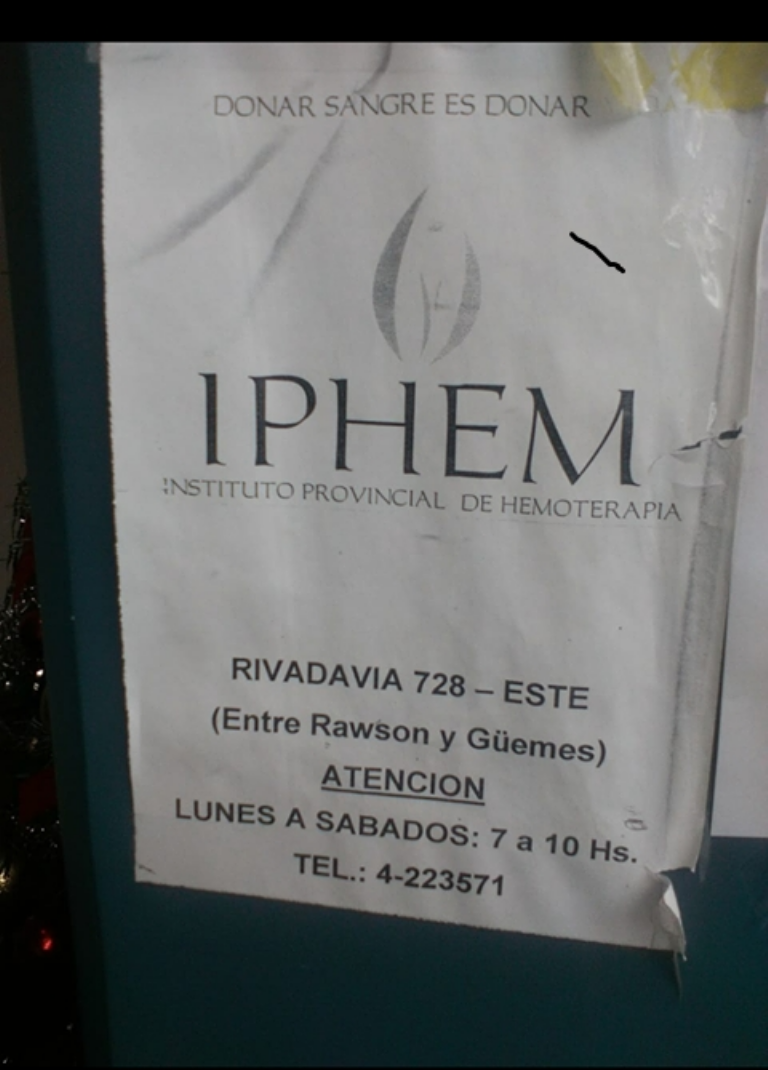 DONAR SANGRE ES DONAR
IPHEM
INSTITUTO PROVINCIAL DE HEMOTERAPIA
RIVADAVIA 728 – ESTE
(Entre Rawson y Güemes)
ATENCION
LUNES A SABADOS: 7 a 10 Hs.
TEL.: 4-223571